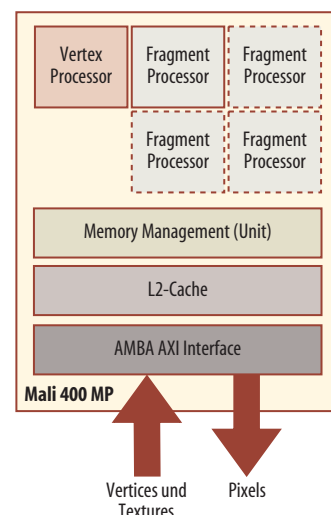 Vertex
Processor
Fragment
Processor
Fragment
Processor
Fragment
Processor
Fragment
Processor
Memory Management (Unit)
L2-Cache
AMBA AXI Interface
Mali 400 MP
Vertices und
Textures
Pixels